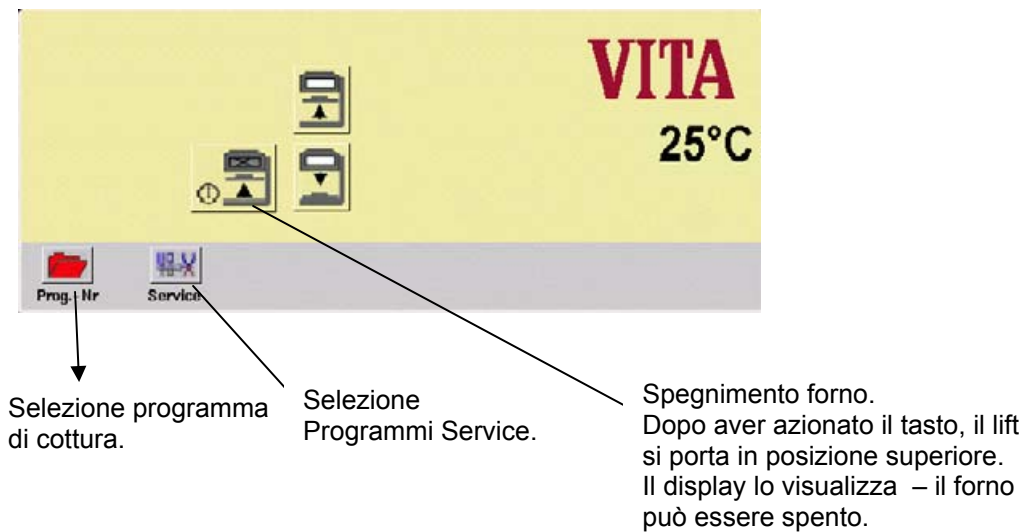 VITA
25°C
Prog.-Nr
Service
Selezione programma
di cottura.
Selezione
Programmi Service.
Spegnimento forno.
Dopo aver azionato il tasto, il lift
si porta in posizione superiore.
Il display lo visualizza – il forno
può essere spento.